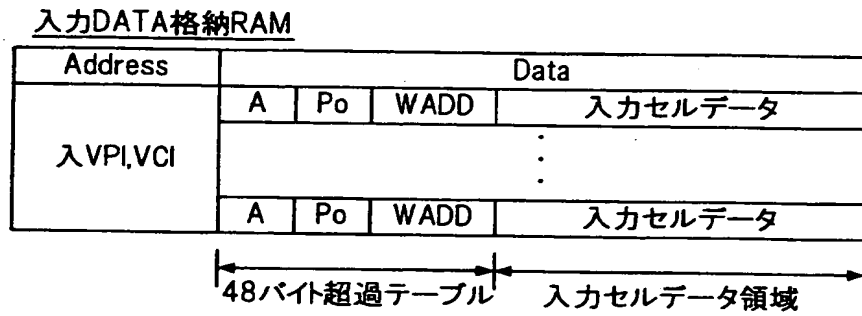 入力DATA格納RAM
Address Data
A Po WADD 入力セルデータ
入VPI,VCI
A Po WADD 入力セルデータ
48バイト超過テーブル 入力セルデータ領域